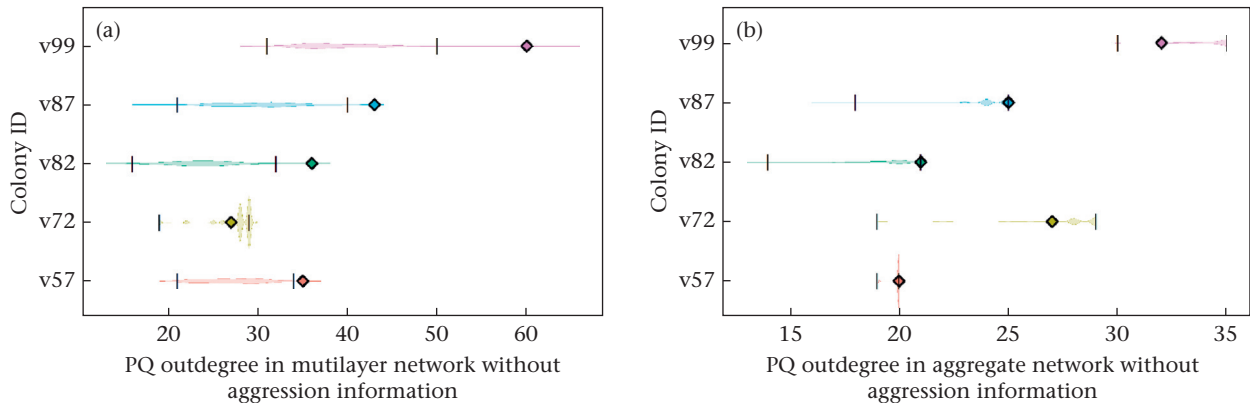 (a)
v99
v87
v82
v72
v57
Colony ID
20 30 40 50 60
PQ outdegree in mutilayer network without
aggression information
(b)
v99
v87
v82
v72
v57
Colony ID
15 20 25 30 35
PQ outdegree in aggregate network without
aggression information